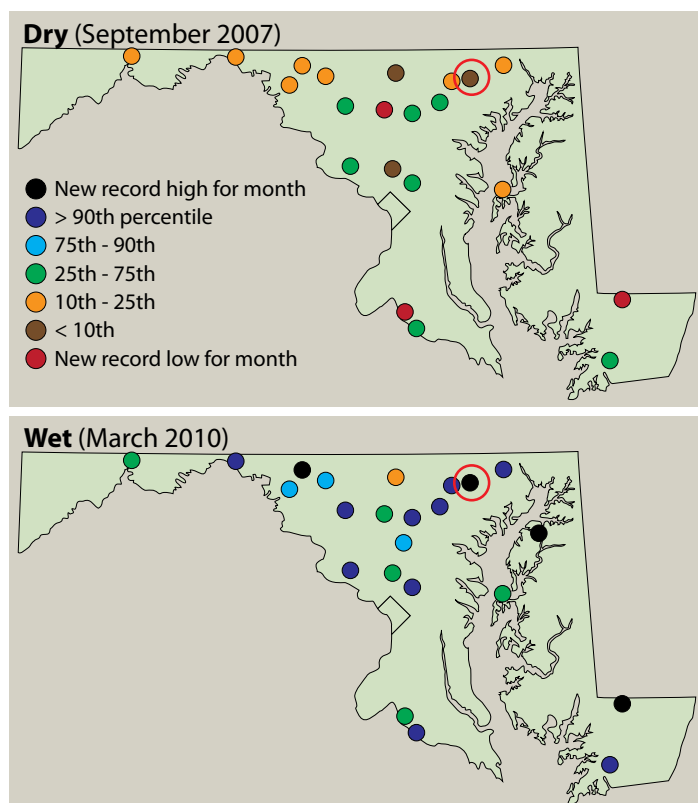 Dry (September 2007)
New record high for month
> 90th percentile
75th - 90th
25th - 75th
10th - 25th
< 10th
New record low for month
Wet (March 2010)